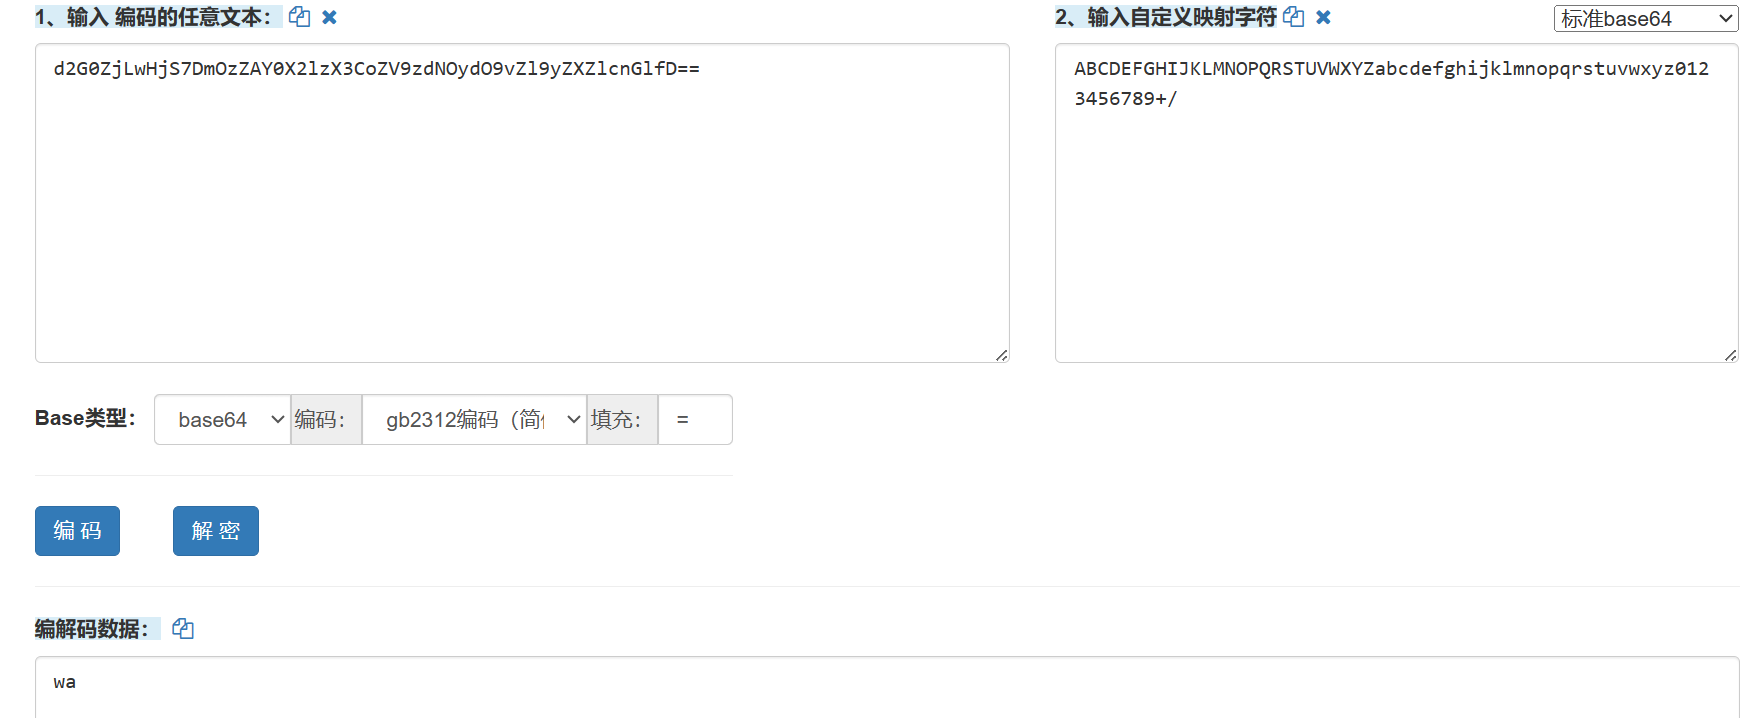 1、输入 编码的任意文本：
2、输入自定义映射字符
标准base64
d2G0ZjLwHjS7DmOzZAY0X2lzX3CoZV9zdNOydO9vZl9yZXZlcnGlfD==
ABCDEFGHIJKLMNOPQRSTUVWXYZabcdefghijklmnopqrstuvwxyz012
3456789+/
Base类型：
base64
编码：
gb2312编码（简
填充：
=
编 码
解 密
编解码数据：
wa